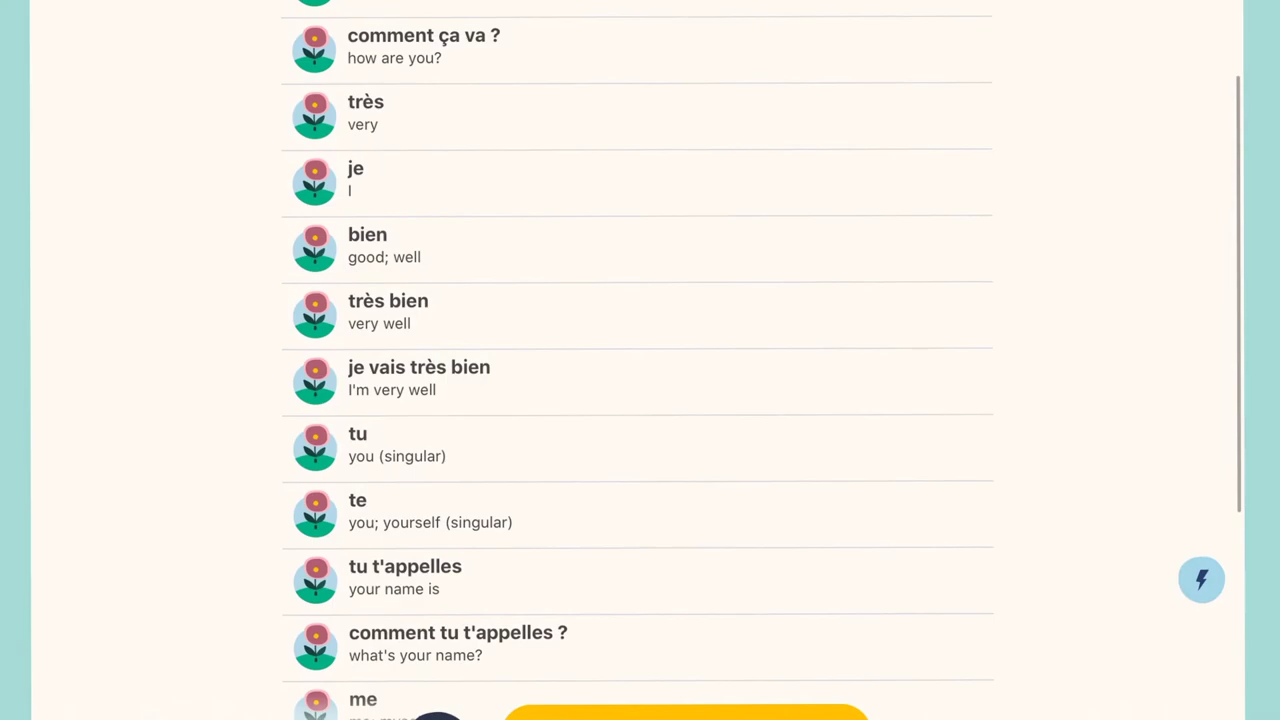 comment ça va ?
how are you?
très
very
je
I
bien
good; well
très bien
very well
je vais très bien
I'm very well
tu
you (singular)
te
you; yourself (singular)
tu t'appelles
your name is
comment tu t'appelles ?
what's your name?
me